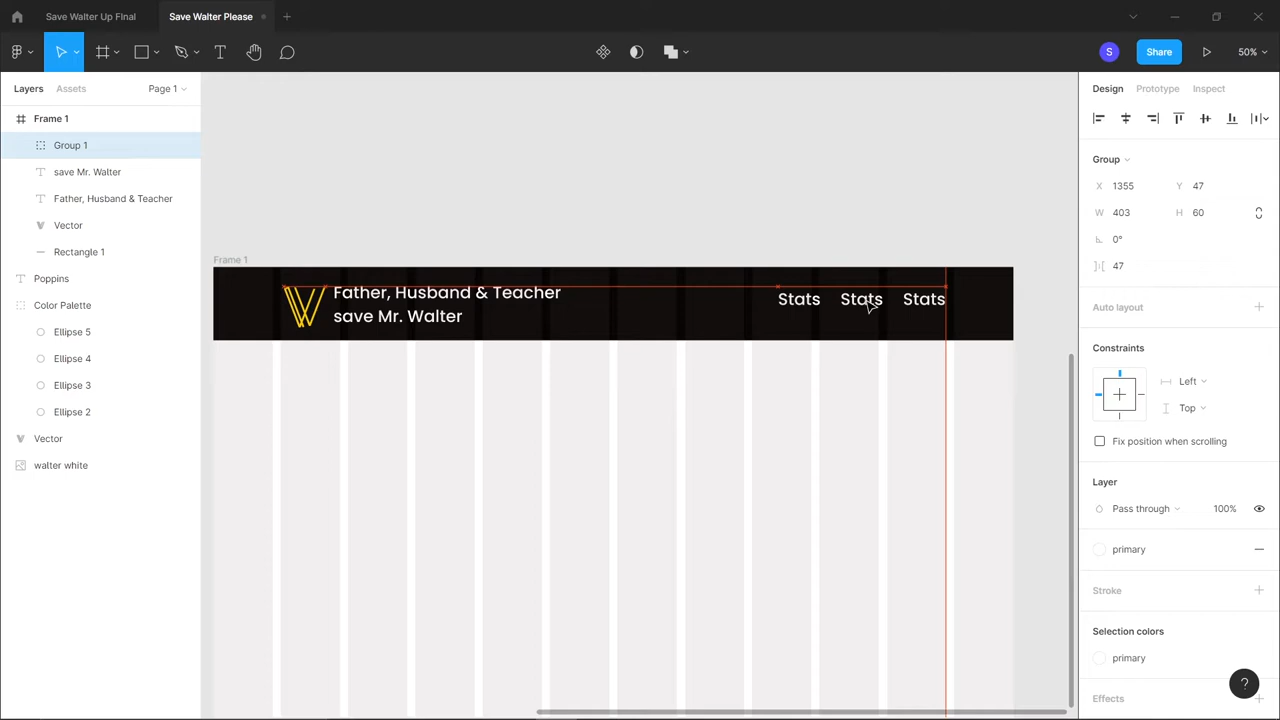 Save Walter Up FInal
Save Walter Please
50%
S
Share
Layers
Assets
Page 1
Frame 1
Group 1
save Mr. Walter
Father, Husband & Teacher
Vector
Rectangle 1
Poppins
Color Palette
Ellipse 5
Ellipse 4
Ellipse 3
Ellipse 2
Vector
walter white
Frame 1
Father, Husband & Teacher
save Mr. Walter
Stats Stats Stats
Design Prototype Inspect
Group
X 1355 Y 47
W 403 H 60
0°
47
Auto layout
Constraints
Left
Top
Fix position when scrolling
Layer
Pass through 100%
primary
Stroke
Selection colors
primary
Effects
?